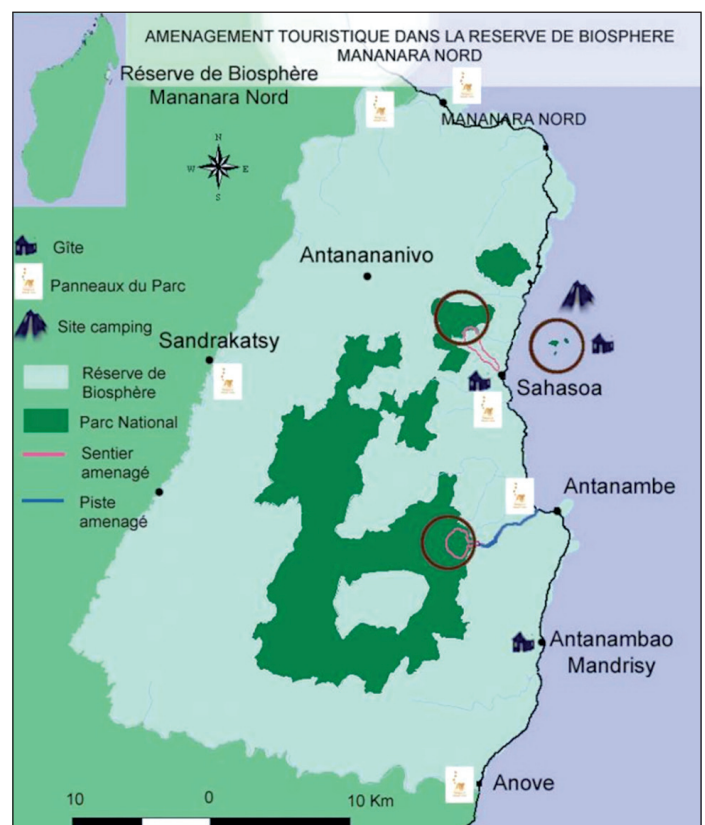 AMENAGEMENT TOURISTIQUE DANS LA RESERVE DE BIOSPHERE
MANANARA NORD
Réserve de Biosphère
Mananara Nord
MANANARA NORD
N
W
E
S
Gîte
Panneaux du Parc
Site camping
Réserve de
Biosphère
Parc National
Sentier
amenagé
Piste
amenagé
Antanananivo
Sandrakatsy
Sahasoa
Antanambe
Antanambao
Mandrisy
Anove
10
0
10 Km